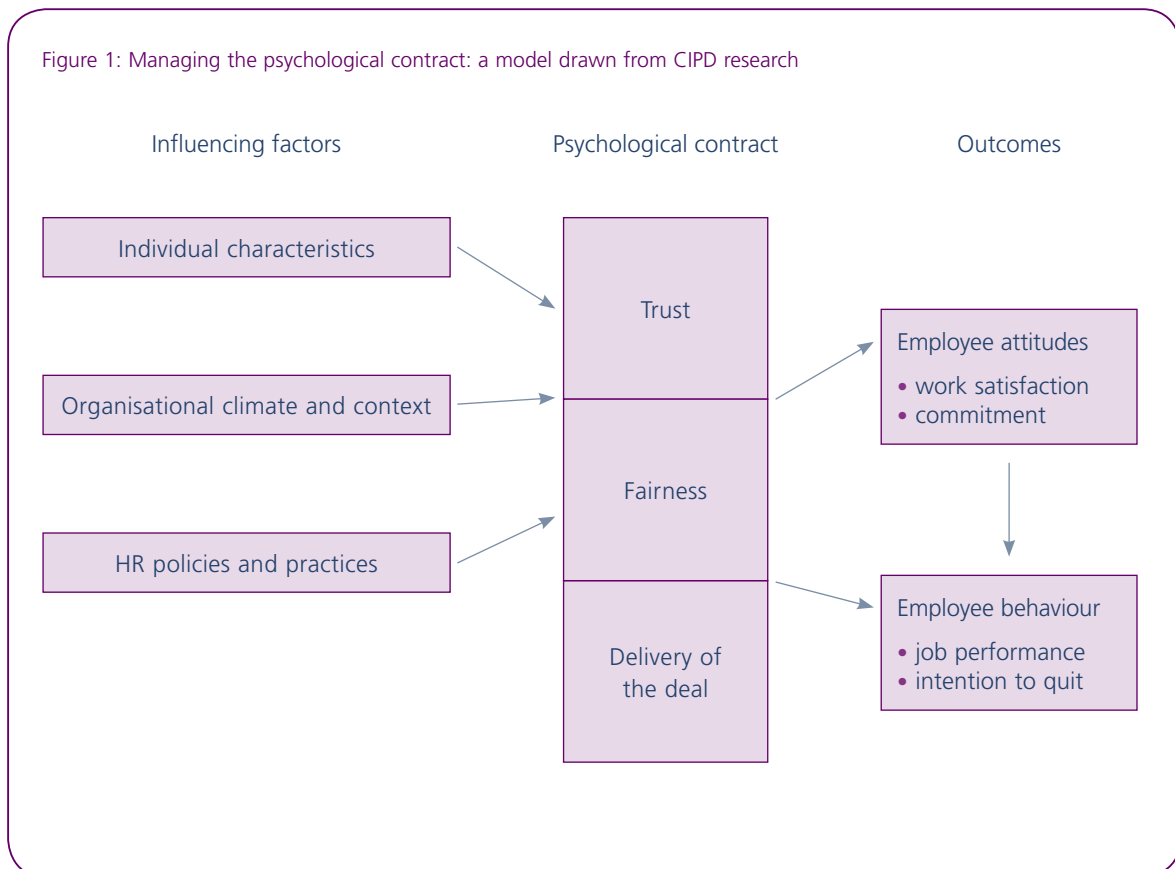 Figure 1: Managing the psychological contract: a model drawn from CIPD research
Influencing factors
Psychological contract
Outcomes
Individual characteristics
Organisational climate and context
HR policies and practices
Trust
Fairness
Delivery of
the deal
Employee attitudes
• work satisfaction
• commitment
Employee behaviour
• job performance
• intention to quit